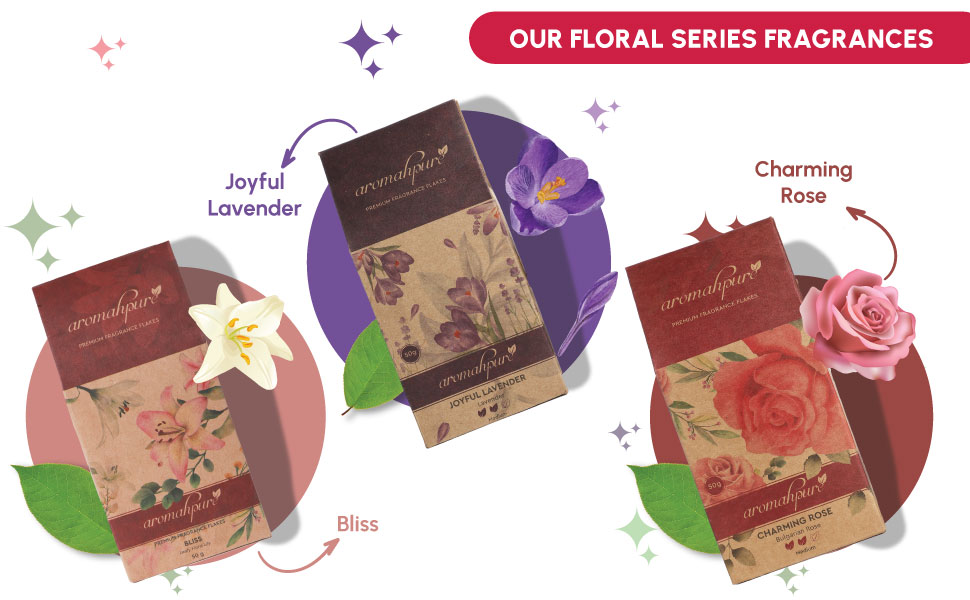 OUR FLORAL SERIES FRAGRANCES
Joyful
Lavender
aromahpure
PREMIUM FRAGRANCE FLAKES
50g
aromahpure
JOYFUL LAVENDER
Lavender
Medium
Charming
Rose
aromahpure
PREMIUM FRAGRANCE FLAKES
50g
aromahpure
CHARMING ROSE
Bulgarian Rose
Medium
aromahpure
PREMIUM FRAGRANCE FLAKES
aromahpure
PREMIUM FRAGRANCE FLAKES
BLISS
50 g
Bliss